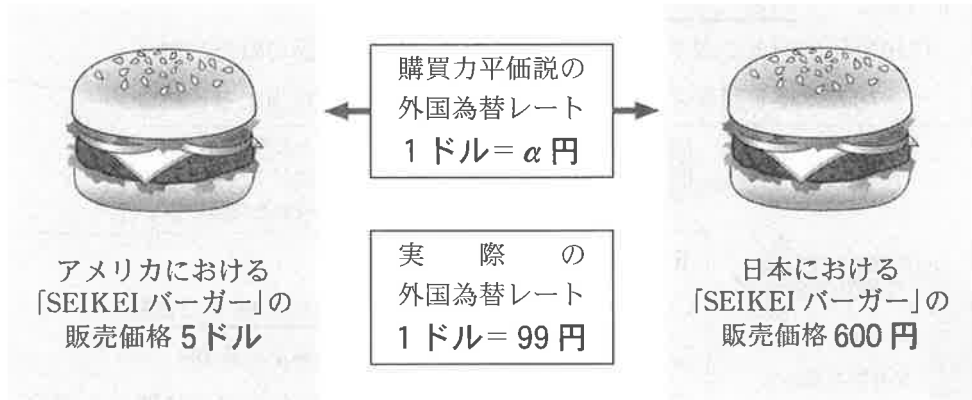 購買力平価説の
外国為替レート
1ドル=α円
実際の
外国為替レート
1ドル=99円
アメリカにおける
「SEIKEIバーガー」の
販売価格5ドル
日本における
「SEIKEIバーガー」の
販売価格600円